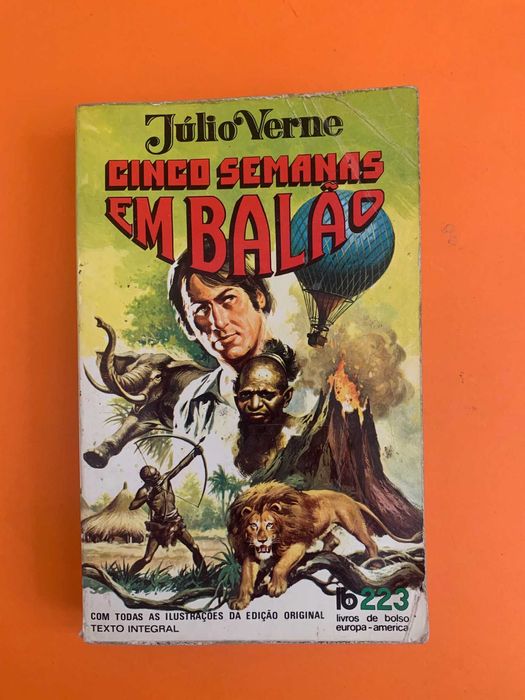 Júlio Verne
CINCO SEMANAS
EM BALÃO
COM TODAS AS ILUSTRAÇÕES DA EDIÇÃO ORIGINAL
TEXTO INTEGRAL
lb 223
livros de bolso
europa-america